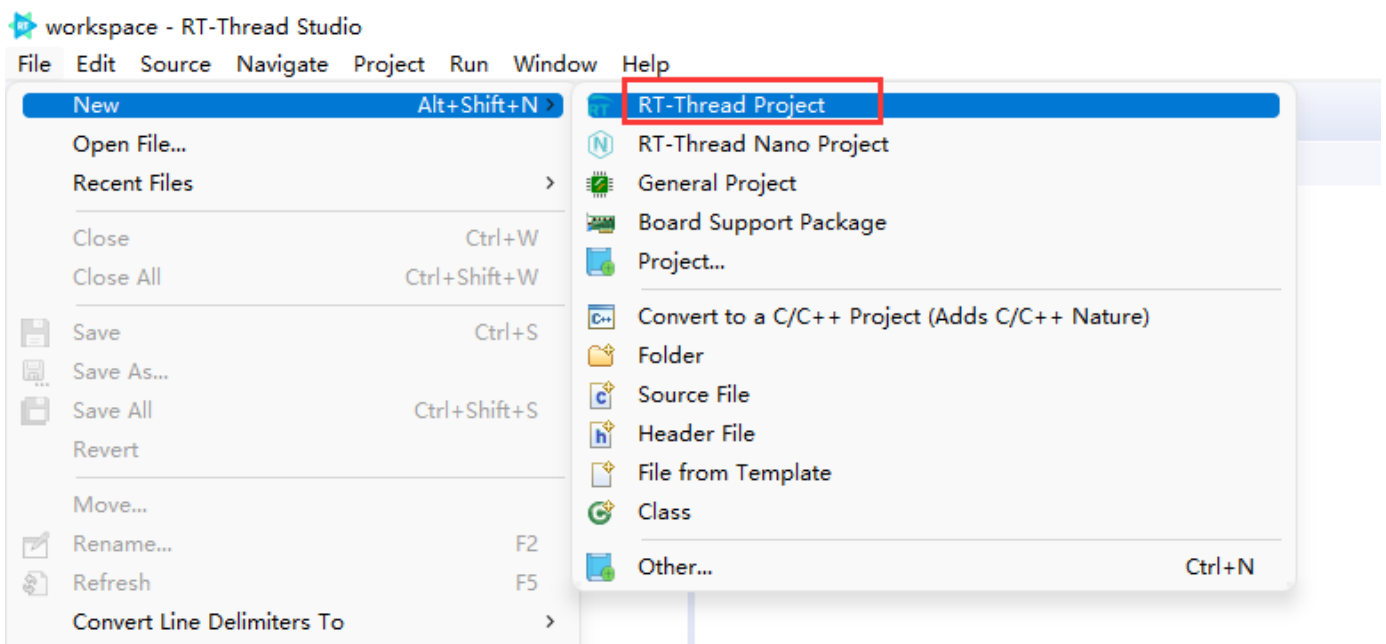 workspace - RT-Thread Studio
File Edit Source Navigate Project Run Window Help
New Alt+Shift+N >
Open File...
Recent Files >
Close Ctrl+W
Close All Ctrl+Shift+W
Save Ctrl+S
Save As...
Save All Ctrl+Shift+S
Revert
Move...
Rename... F2
Refresh F5
Convert Line Delimiters To >
RT-Thread Project
RT-Thread Nano Project
General Project
Board Support Package
Project...
Convert to a C/C++ Project (Adds C/C++ Nature)
Folder
Source File
Header File
File from Template
Class
Other... Ctrl+N